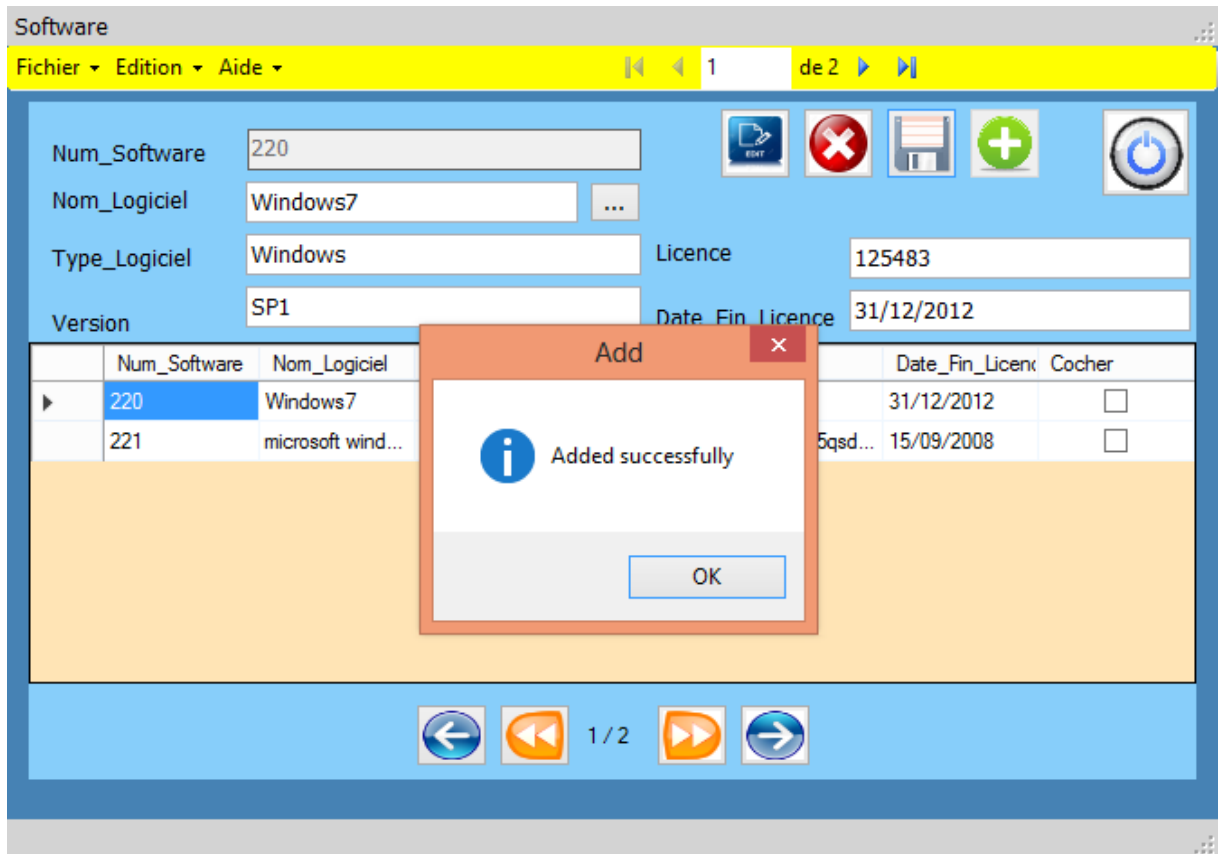 Software
Fichier Edition Aide 1 de 2
Num_Software 220
EDIT
Nom_Logiciel Windows7 ...
Type_Logiciel Windows Licence 125483
Version SP1 Date_Fin_Licence 31/12/2012
Add
Num_Software Nom_Logiciel Date_Fin_Licenc Cocher
220 Windows7 31/12/2012
221 microsoft wind... 5qsd... 15/09/2008
Added successfully
OK
1 / 2